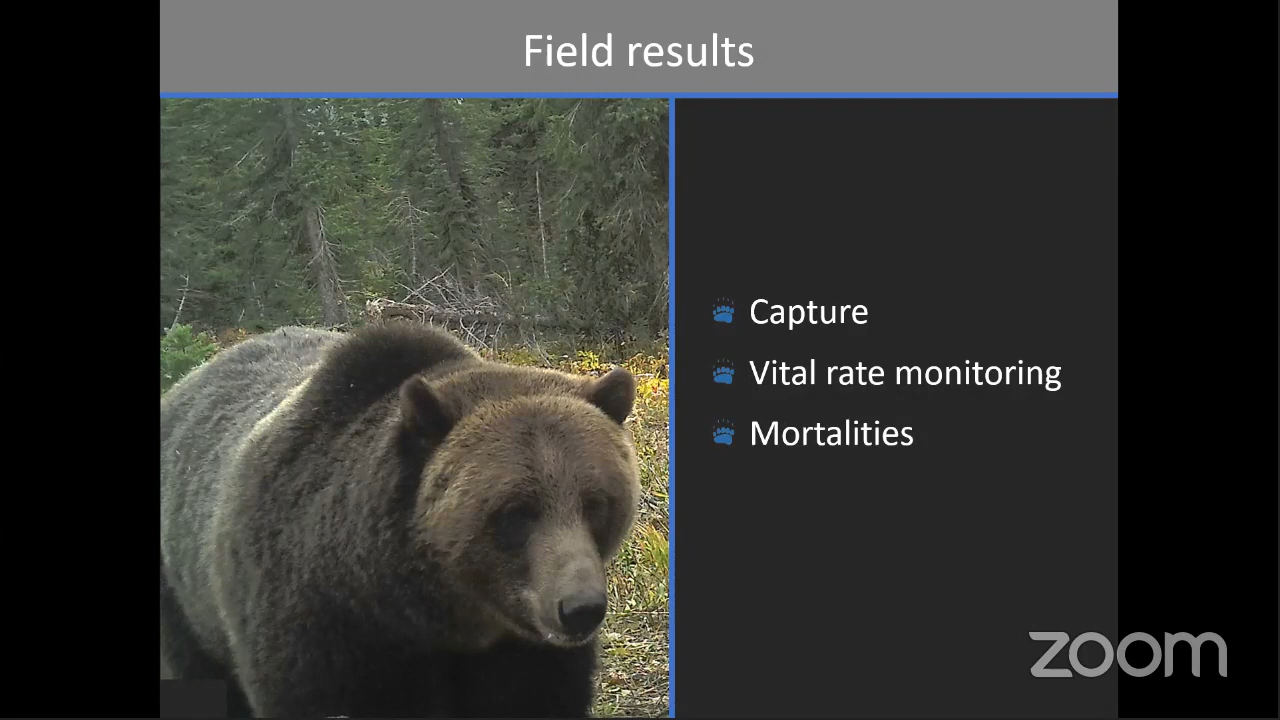 Field results
Capture
Vital rate monitoring
Mortalities
zoom